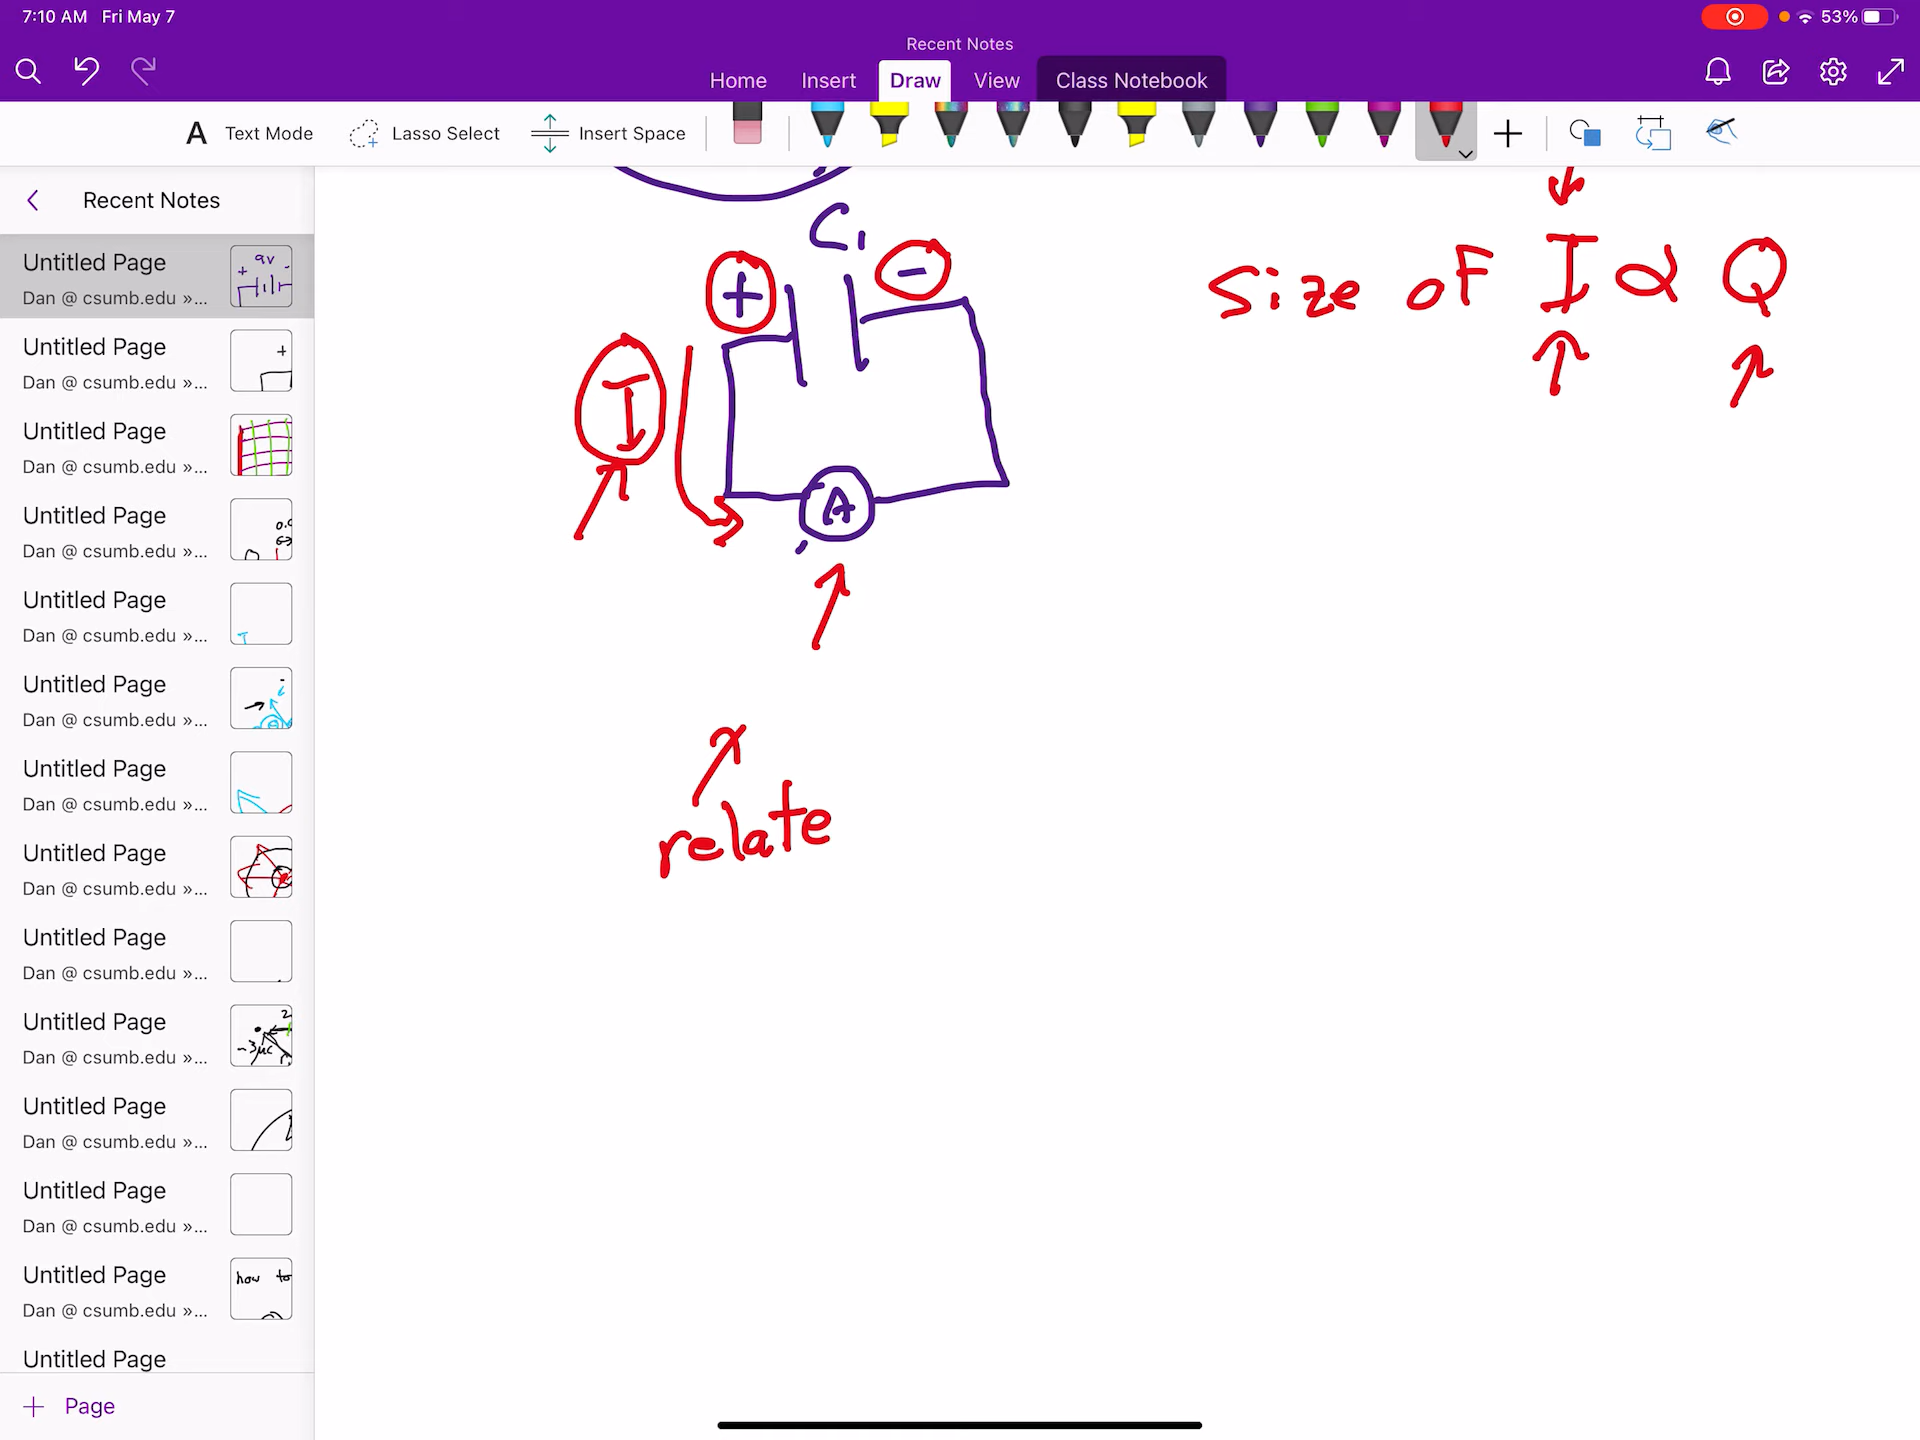 7:10 AM Fri May 7
53%
Recent Notes
Home Insert Draw View Class Notebook
A Text Mode Lasso Select Insert Space
Recent Notes
Untitled Page
Dan @ csumb.edu »...
9v
+ -
Untitled Page
Dan @ csumb.edu »...
+
Untitled Page
Dan @ csumb.edu »...
Untitled Page
Dan @ csumb.edu »...
Untitled Page
Dan @ csumb.edu »...
Untitled Page
Dan @ csumb.edu »...
Untitled Page
Dan @ csumb.edu »...
Untitled Page
Dan @ csumb.edu »...
Untitled Page
Dan @ csumb.edu »...
Untitled Page
Dan @ csumb.edu »...
2
-3μc
Untitled Page
Dan @ csumb.edu »...
Untitled Page
Dan @ csumb.edu »...
Untitled Page
Dan @ csumb.edu »...
how to
Untitled Page
+ Page
C1
+ -
I
A
relate
Size of I α Q